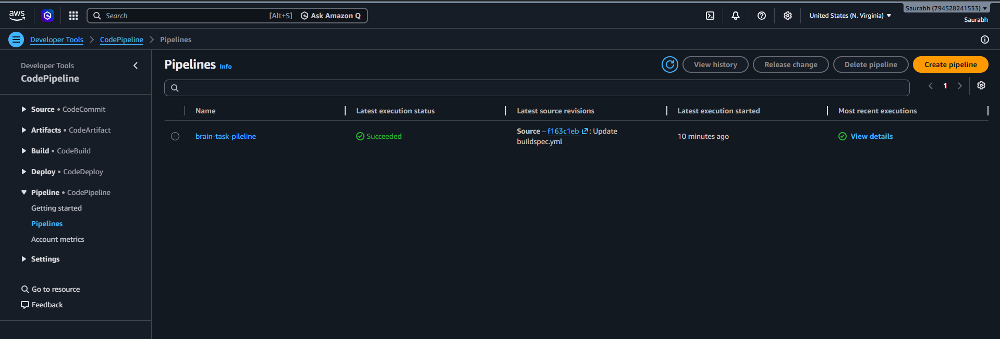 aws
Search [Alt+S] Ask Amazon Q
United States (N. Virginia)
Saurabh (794528241533)
Saurabh
Developer Tools
CodePipeline
Pipelines
Developer Tools
CodePipeline
Source • CodeCommit
Artifacts • CodeArtifact
Build • CodeBuild
Deploy • CodeDeploy
Pipeline • CodePipeline
Getting started
Pipelines
Account metrics
Settings
Go to resource
Feedback
Pipelines Info
View history
Release change
Delete pipeline
Create pipeline
1
Name
Latest execution status
Latest source revisions
Latest execution started
Most recent executions
brain-task-pileline
Succeeded
Source – f163c1eb : Update
buildspec.yml
10 minutes ago
View details